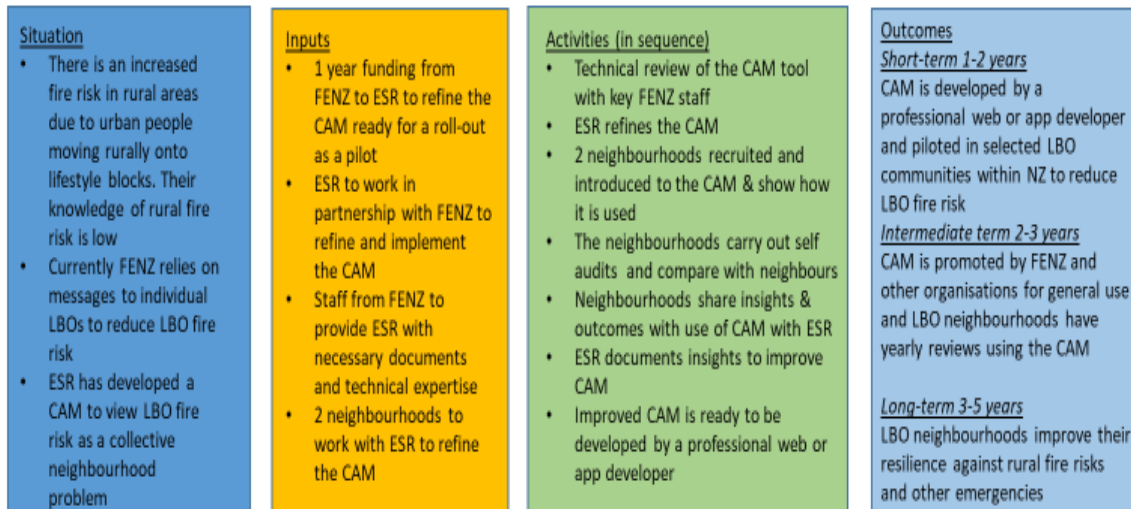 Situation
• There is an increased
fire risk in rural areas
due to urban people
moving rurally onto
lifestyle blocks. Their
knowledge of rural fire
risk is low
• Currently FENZ relies on
messages to individual
LBOs to reduce LBO fire
risk
• ESR has developed a
CAM to view LBO fire
risk as a collective
neighbourhood
problem
Inputs
• 1 year funding from
FENZ to ESR to refine the
CAM ready for a roll-out
as a pilot
• ESR to work in
partnership with FENZ to
refine and implement
the CAM
• Staff from FENZ to
provide ESR with
necessary documents
and technical expertise
• 2 neighbourhoods to
work with ESR to refine
the CAM
Activities (in sequence)
• Technical review of the CAM tool
with key FENZ staff
• ESR refines the CAM
• 2 neighbourhoods recruited and
introduced to the CAM & show how
it is used
• The neighbourhoods carry out self
audits and compare with neighbours
• Neighbourhoods share insights &
outcomes with use of CAM with ESR
• ESR documents insights to improve
CAM
• Improved CAM is ready to be
developed by a professional web or
app developer
Outcomes
Short-term 1-2 years
CAM is developed by a
professional web or app developer
and piloted in selected LBO
communities within NZ to reduce
LBO fire risk
Intermediate term 2-3 years
CAM is promoted by FENZ and
other organisations for general use
and LBO neighbourhoods have
yearly reviews using the CAM
Long-term 3-5 years
LBO neighbourhoods improve their
resilience against rural fire risks
and other emergencies